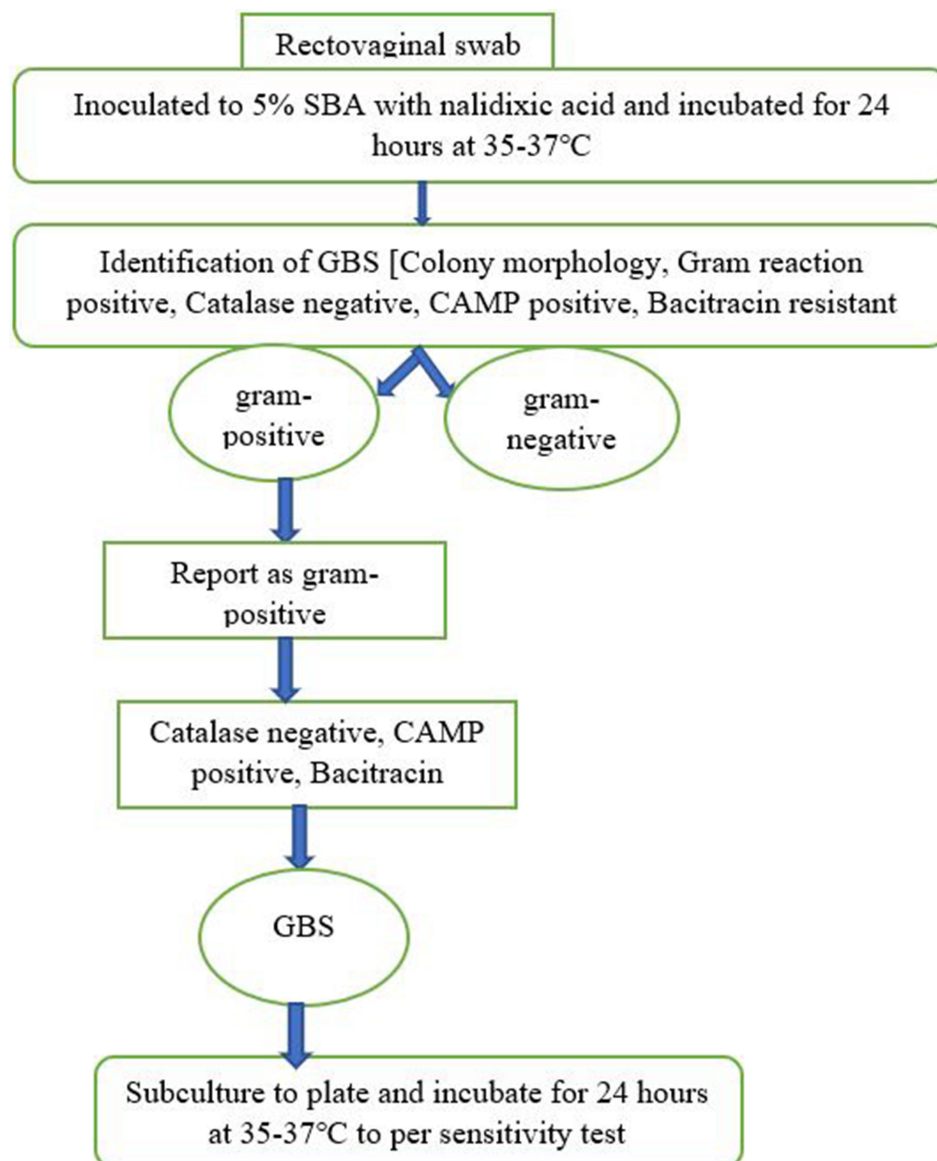 Rectovaginal swab
Inoculated to 5% SBA with nalidixic acid and incubated for 24
hours at 35-37°C
Identification of GBS [Colony morphology, Gram reaction
positive, Catalase negative, CAMP positive, Bacitracin resistant
gram-
positive
gram-
negative
Report as gram-
positive
Catalase negative, CAMP
positive, Bacitracin
GBS
Subculture to plate and incubate for 24 hours
at 35-37°C to per sensitivity test